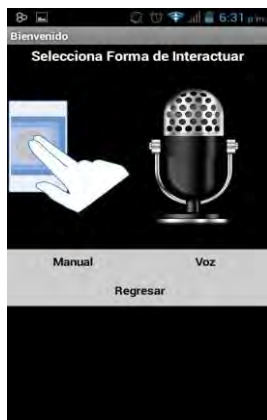 6:31 p.m.
Bienvenido
Selecciona Forma de Interactuar
Manual Voz
Regresar